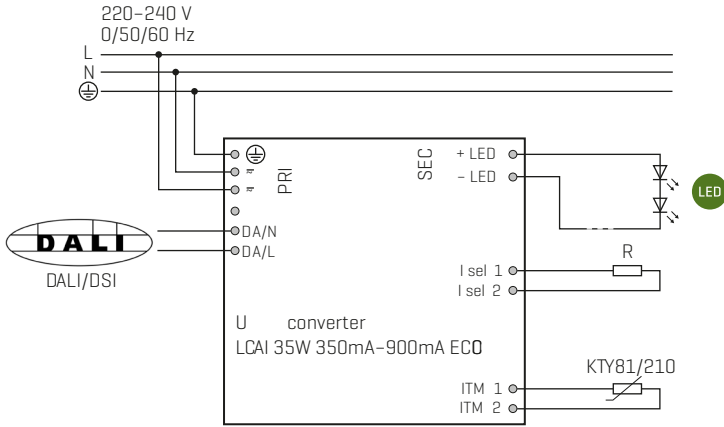 220–240 V
0/50/60 Hz
L
N
PRI
SEC
+ LED
– LED
LED
DA/N
DA/L
DALI
DALI/DSI
I sel 1
I sel 2
R
U converter
LCAI 35W 350mA–900mA ECO
KTY81/210
ITM 1
ITM 2